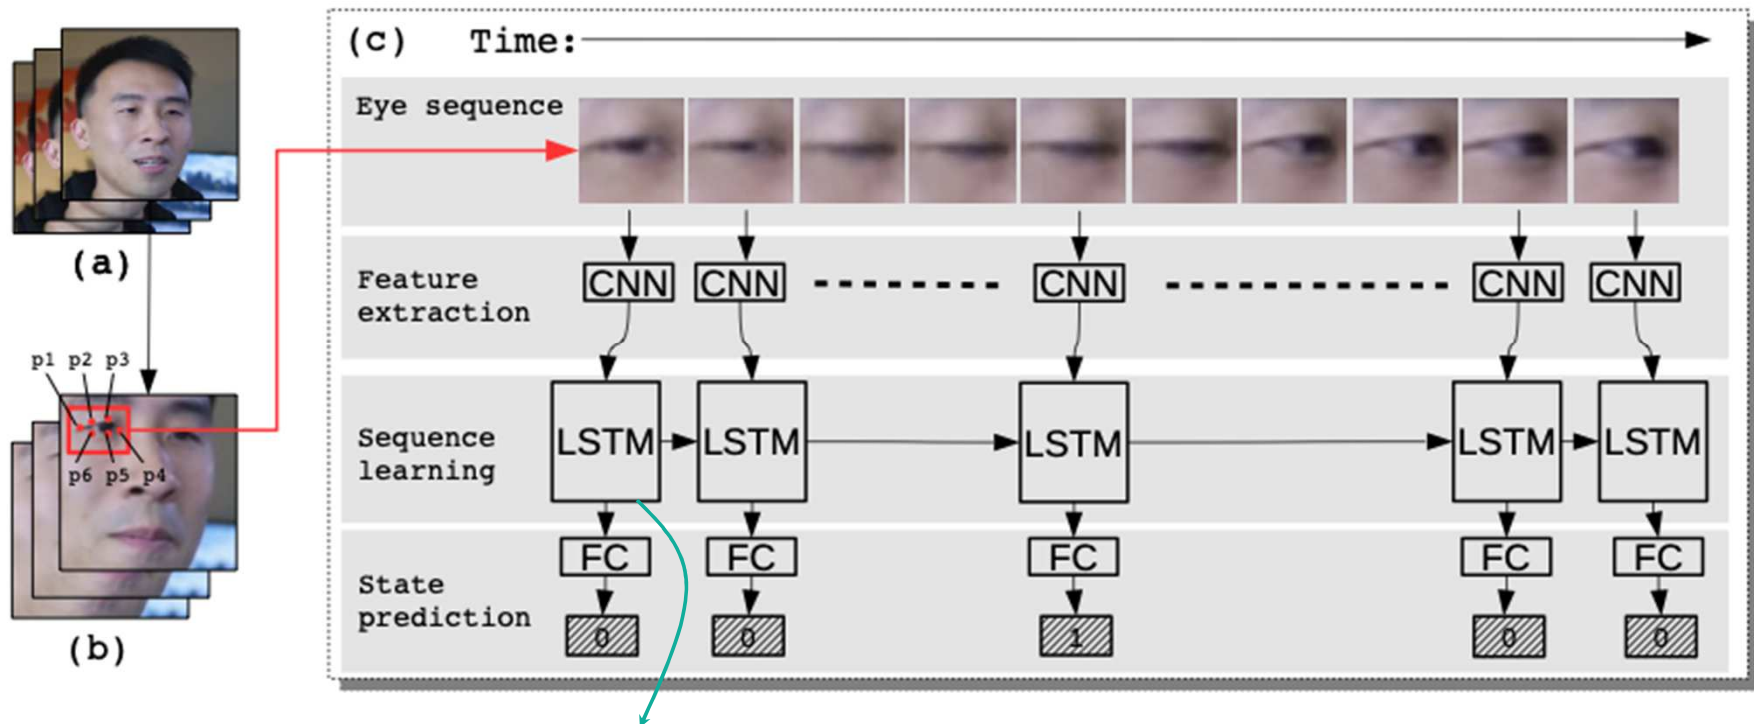 (c) Time:
Eye sequence
(a)
Feature
extraction
CNN CNN CNN CNN CNN
p1 p2 p3
p6 p5 p4
Sequence
learning
LSTM LSTM LSTM LSTM LSTM
(b)
State
prediction
FC FC FC FC FC
0 0 1 0 0